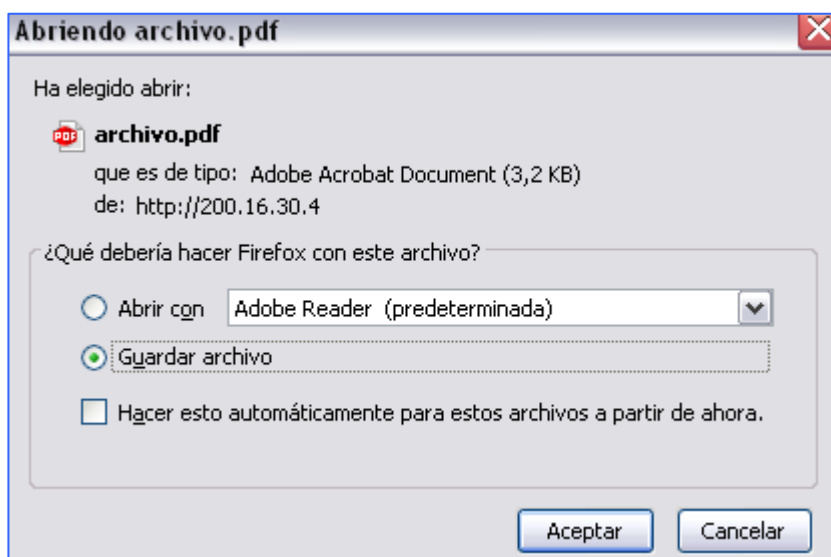 Abriendo archivo.pdf
Ha elegido abrir:
PDF archivo.pdf
que es de tipo: Adobe Acrobat Document (3,2 KB)
de: http://200.16.30.4
¿Qué debería hacer Firefox con este archivo?
Abrir con Adobe Reader (predeterminada)
Guardar archivo
Hacer esto automáticamente para estos archivos a partir de ahora.
Aceptar Cancelar